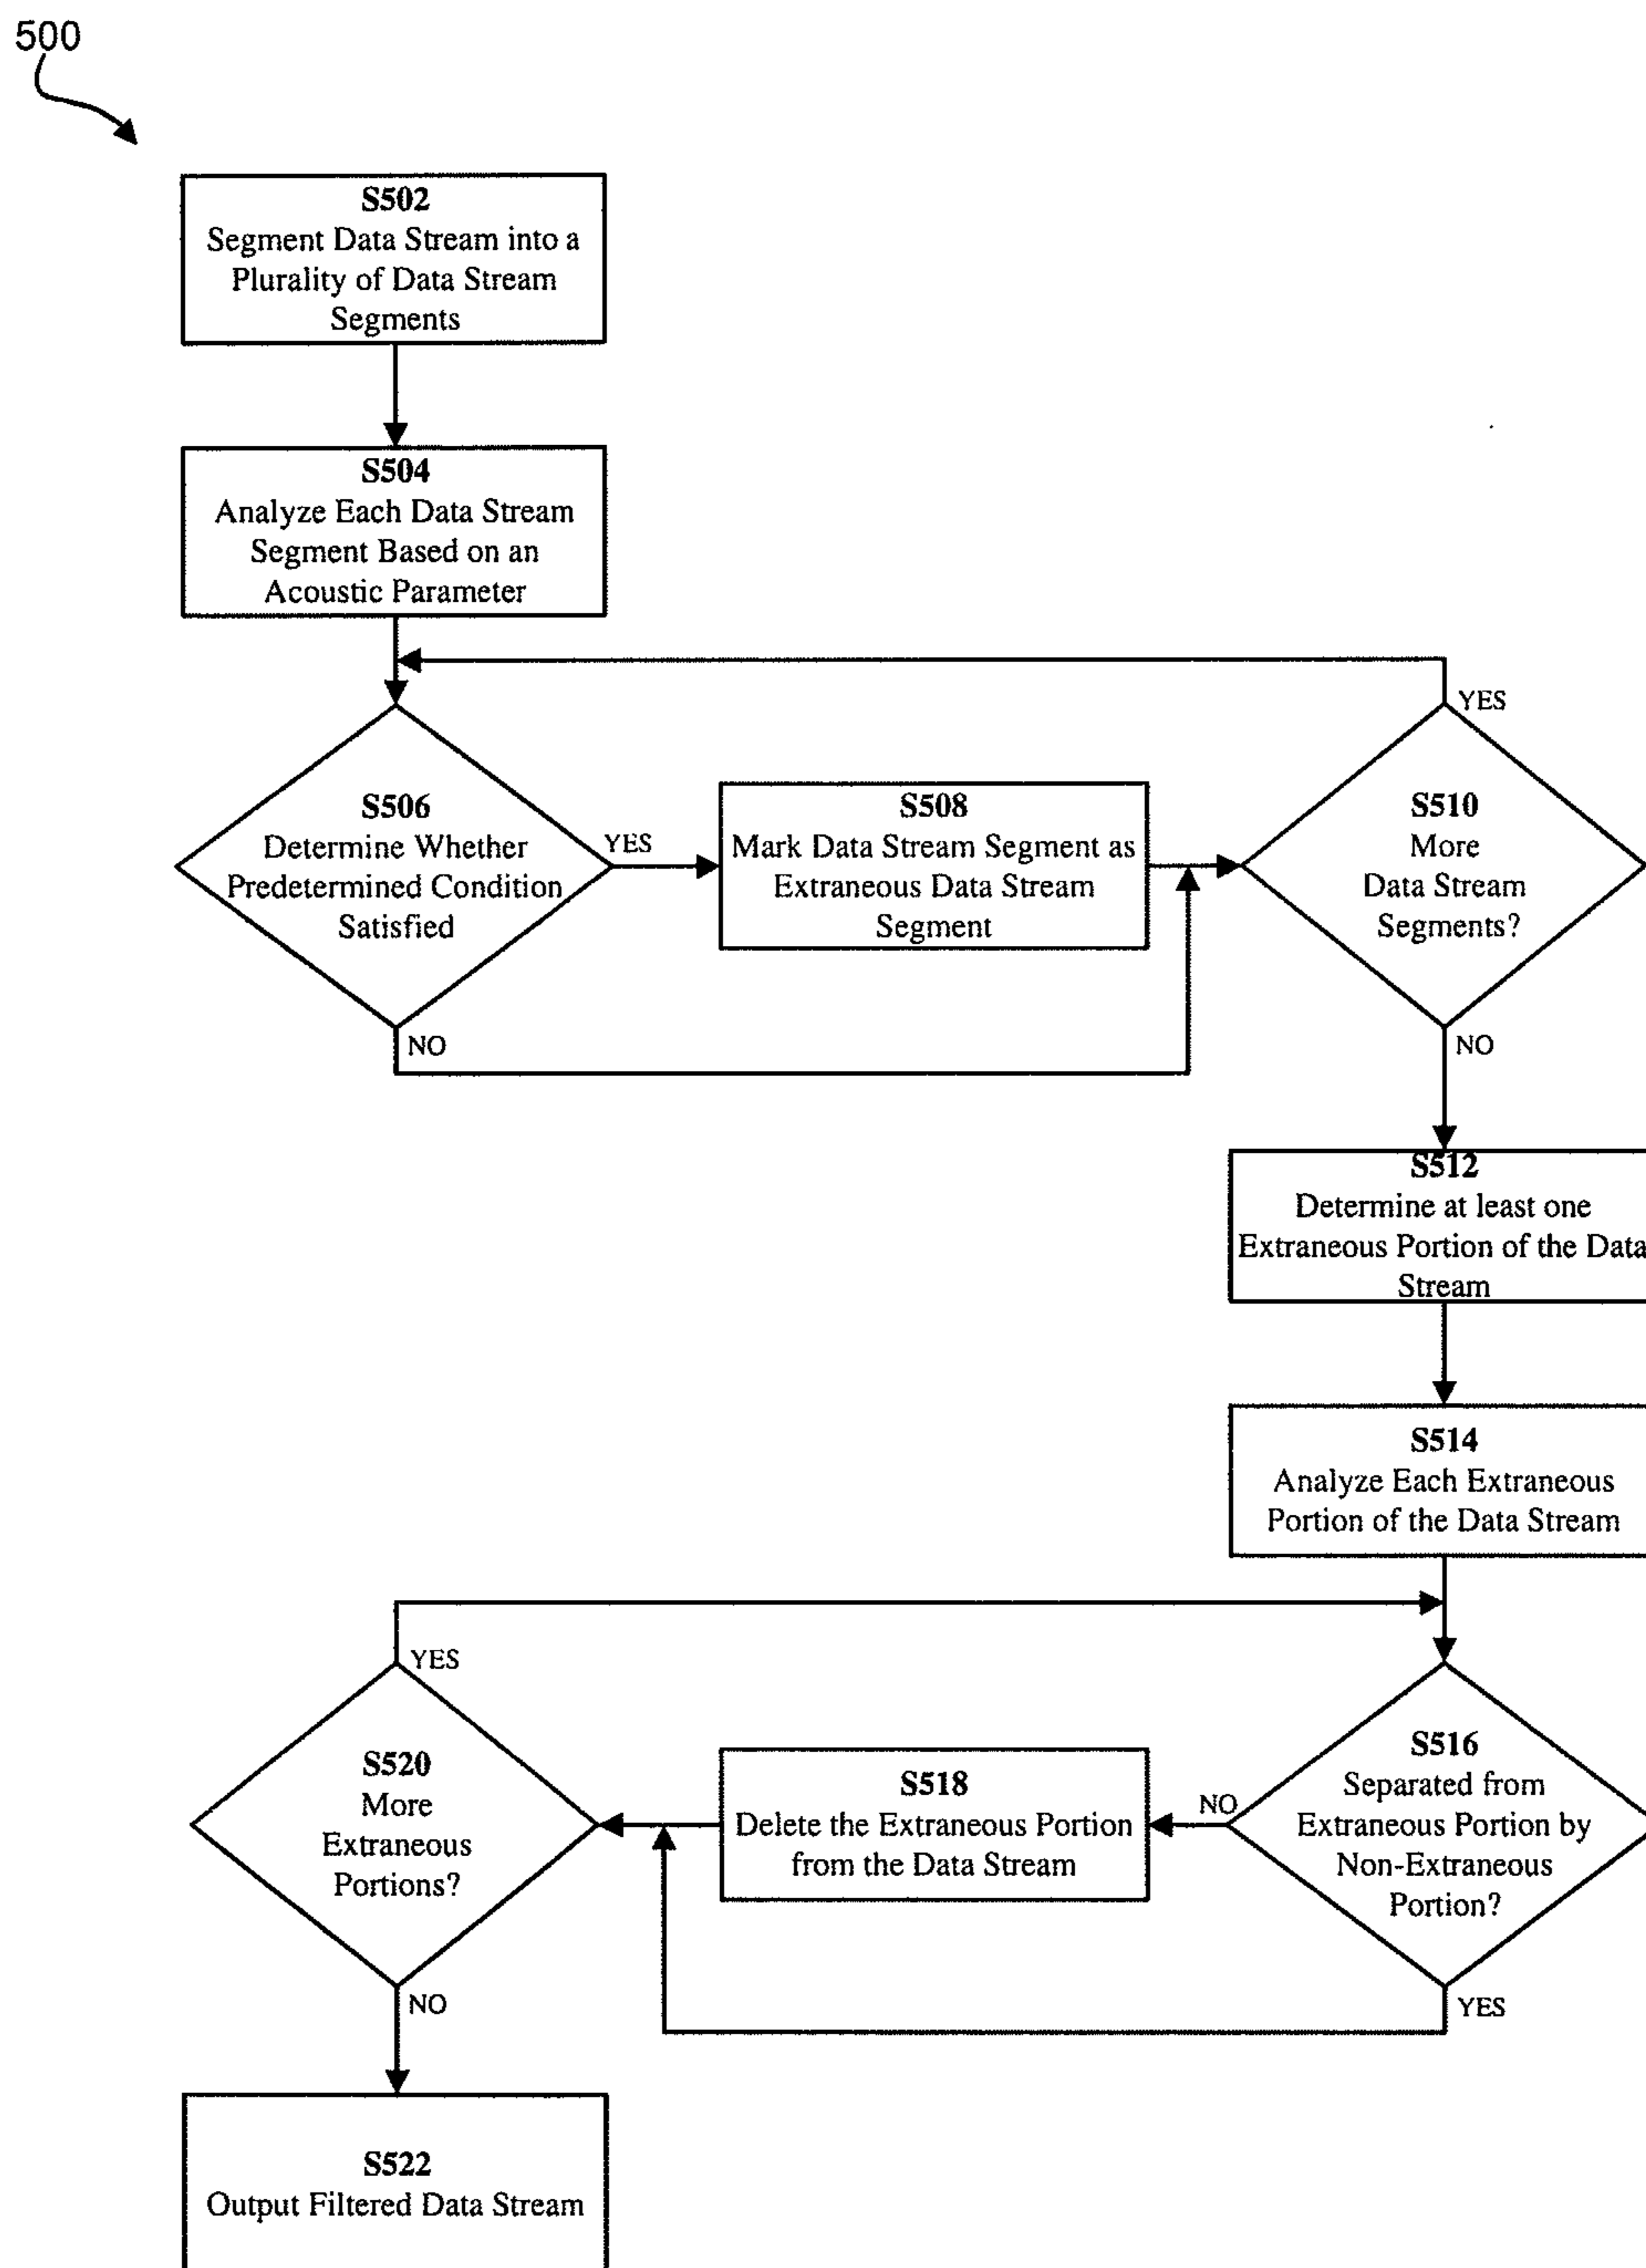 500
S502
Segment Data Stream into a
Plurality of Data Stream
Segments
S504
Analyze Each Data Stream
Segment Based on an
Acoustic Parameter
S506
Determine Whether
Predetermined Condition
Satisfied
YES
NO
S508
Mark Data Stream Segment as
Extraneous Data Stream
Segment
S510
More
Data Stream
Segments?
YES
NO
S512
Determine at least one
Extraneous Portion of the Data
Stream
S514
Analyze Each Extraneous
Portion of the Data Stream
S516
Separated from
Extraneous Portion by
Non-Extraneous
Portion?
NO
YES
S518
Delete the Extraneous Portion
from the Data Stream
S520
More
Extraneous
Portions?
YES
NO
S522
Output Filtered Data Stream